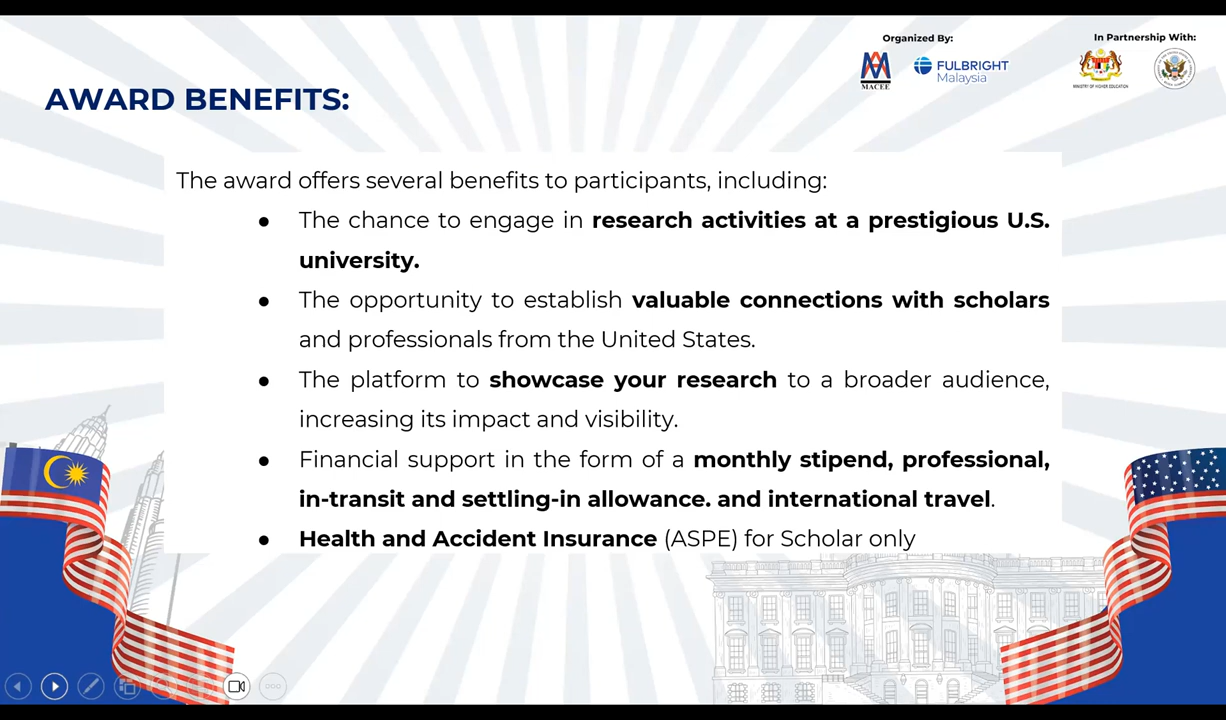 Organized By:
In Partnership With:
MACEE
FULBRIGHT
Malaysia
MINISTRY OF HIGHER EDUCATION
AWARD BENEFITS:
The award offers several benefits to participants, including:
● The chance to engage in research activities at a prestigious U.S.
university.
● The opportunity to establish valuable connections with scholars
and professionals from the United States.
● The platform to showcase your research to a broader audience,
increasing its impact and visibility.
● Financial support in the form of a monthly stipend, professional,
in-transit and settling-in allowance. and international travel.
● Health and Accident Insurance (ASPE) for Scholar only